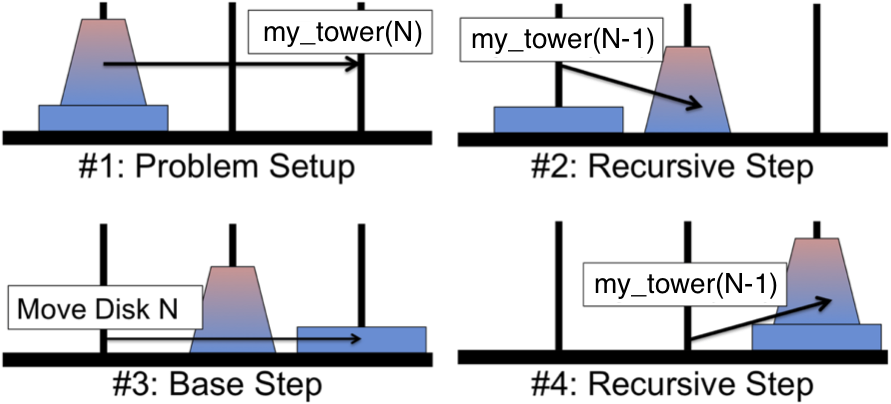 my_tower(N)
#1: Problem Setup
my_tower(N-1)
#2: Recursive Step
Move Disk N
#3: Base Step
my_tower(N-1)
#4: Recursive Step